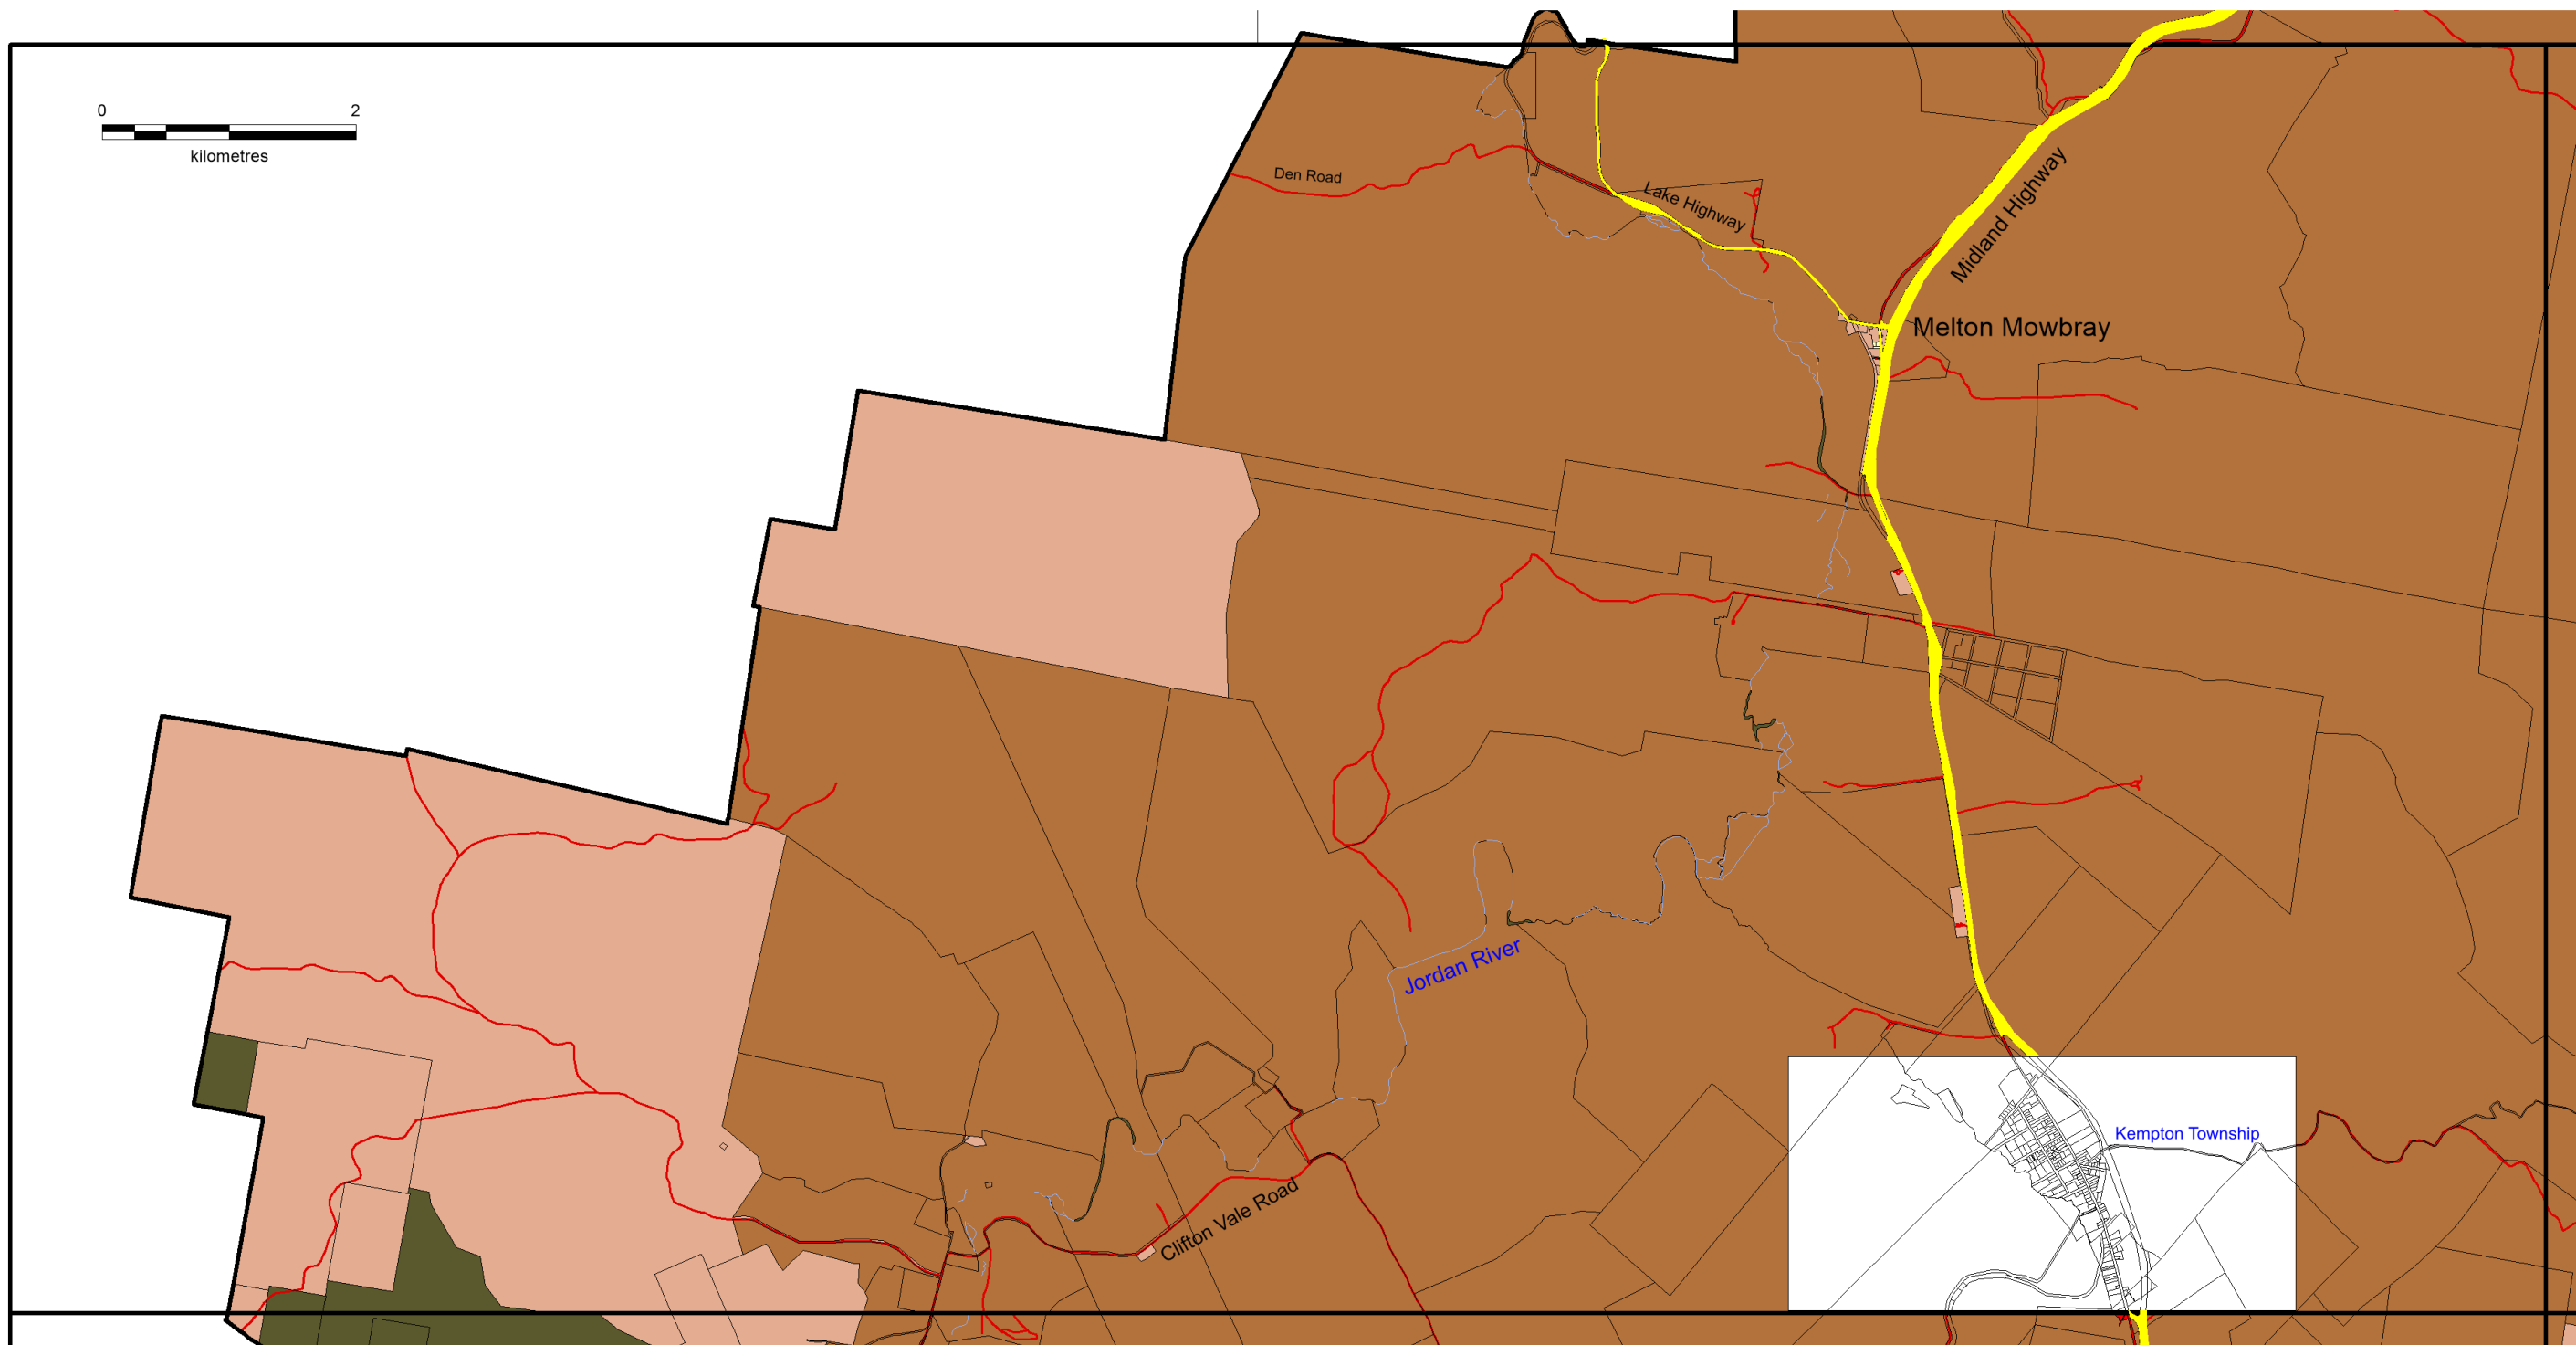 0 2
kilometres
Den Road
Lake Highway
Midland Highway
Melton Mowbray
Jordan River
Kempton Township
Clifton Vale Road